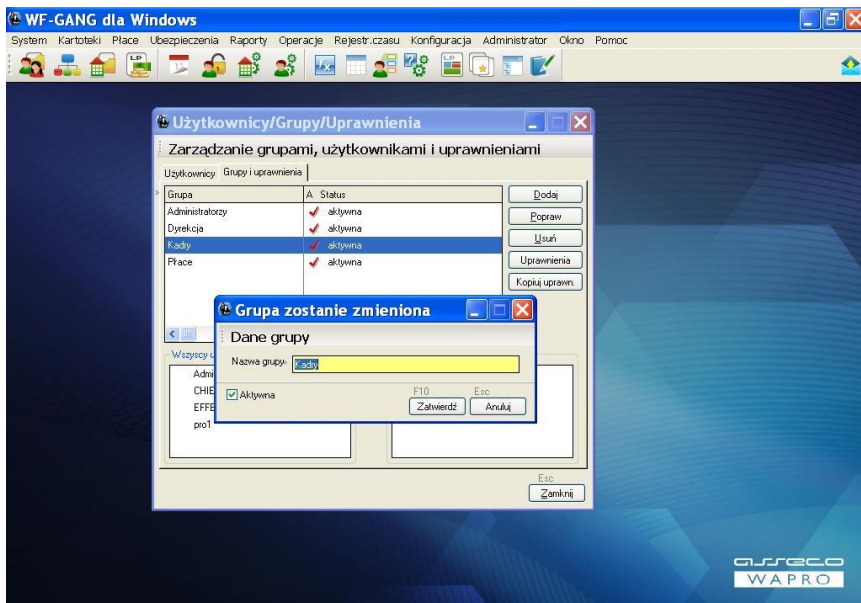 WF-GANG dla Windows
System Kartoteki Płace Ubezpieczenia Raporty Operacje Rejestr.czasu Konfiguracja Administrator Okno Pomoc
Użytkownicy/Grupy/Uprawnienia
Zarządzanie grupami, użytkownikami i uprawnieniami
Użytkownicy Grupy i uprawnienia
Grupa A Status Dodaj
Administratorzy aktywna
Popraw
Dyrekcja aktywna
Usuń
Kadry aktywna
Płace aktywna Uprawnienia
Kopiuj uprawn.
Grupa zostanie zmieniona
Dane grupy
Wszyscy u
Nazwa grupy: Kadry
Admi
CHIE
Aktywna
F10 Esc
EFFE
Zatwierdź Anuluj
pro1
Esc
Zamknij
asseco
WAPRO